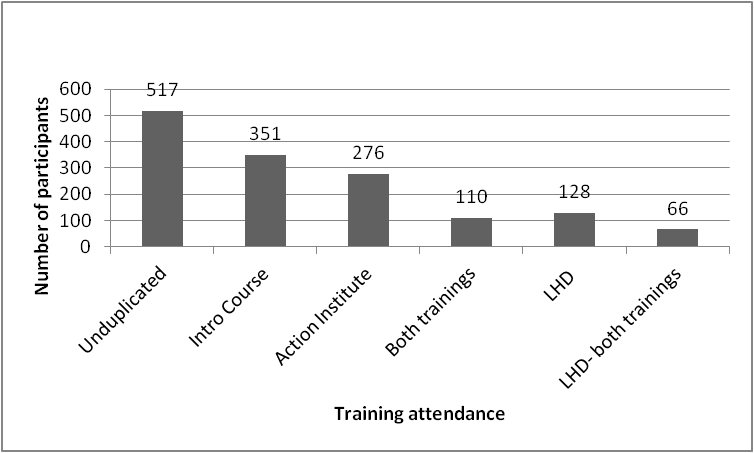 600
500
400
300
200
100
0
Number of participants
517
351
276
110
128
66
Unduplicated
Intro Course
Action Institute
Both trainings
LHD
LHD- both trainings
Training attendance